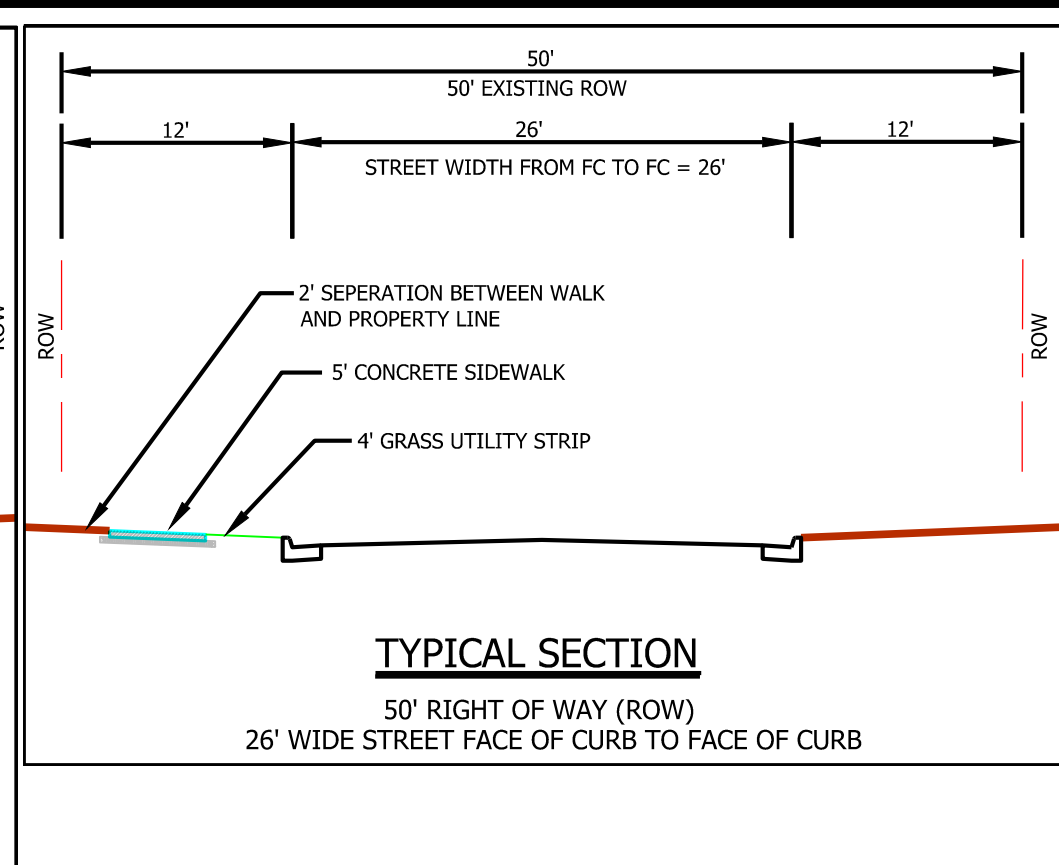 50'
50' EXISTING ROW
12'
26'
12'
STREET WIDTH FROM FC TO FC = 26'
2' SEPERATION BETWEEN WALK
AND PROPERTY LINE
ROW
ROW
ROW
5' CONCRETE SIDEWALK
4' GRASS UTILITY STRIP
TYPICAL SECTION
50' RIGHT OF WAY (ROW)
26' WIDE STREET FACE OF CURB TO FACE OF CURB